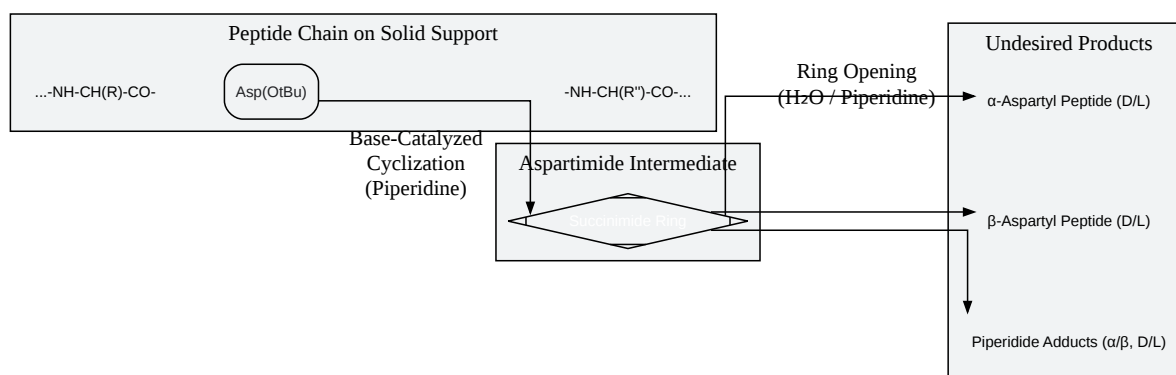 Peptide Chain on Solid Support
...-NH-CH(R)-CO-
Asp(OtBu)
-NH-CH(R")-CO-...
Base-Catalyzed
Cyclization
(Piperidine)
Aspartimide Intermediate
Succinimide Ring
Ring Opening
(H₂O / Piperidine)
Undesired Products
α-Aspartyl Peptide (D/L)
β-Aspartyl Peptide (D/L)
Piperidide Adducts (α/β, D/L)